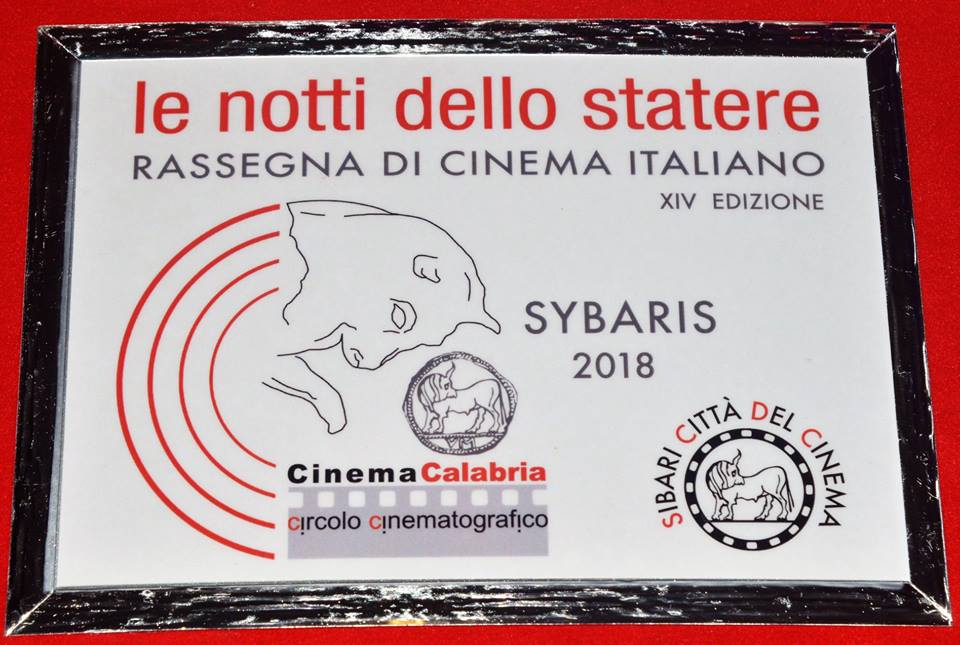 le notti dello statere
RASSEGNA DI CINEMA ITALIANO
XIV EDIZIONE
SYBARIS
2018
CinemaCalabria
circolo cinematografico
SIBARI CITTÀ DEL CINEMA